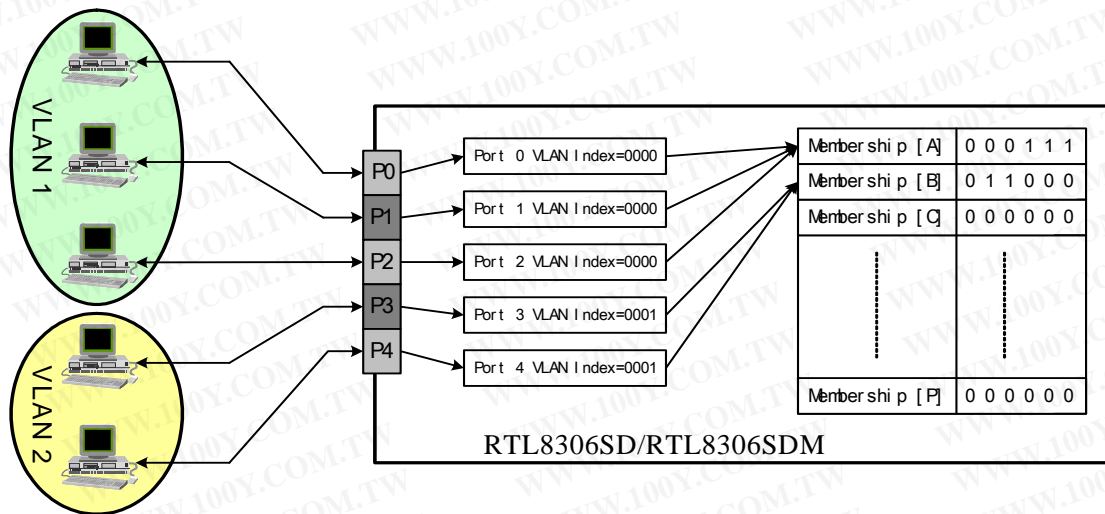 VLAN 1
VLAN 2
P0
P1
P2
P3
P4
Port 0 VLAN Index=0000
Port 1 VLAN Index=0000
Port 2 VLAN Index=0000
Port 3 VLAN Index=0001
Port 4 VLAN Index=0001
Membership [A] 0 0 0 1 1 1
Membership [B] 0 1 1 0 0 0
Membership [C] 0 0 0 0 0 0
Membership [P] 0 0 0 0 0 0
RTL8306SD/RTL8306SDM
WWW.100Y.COM.TW